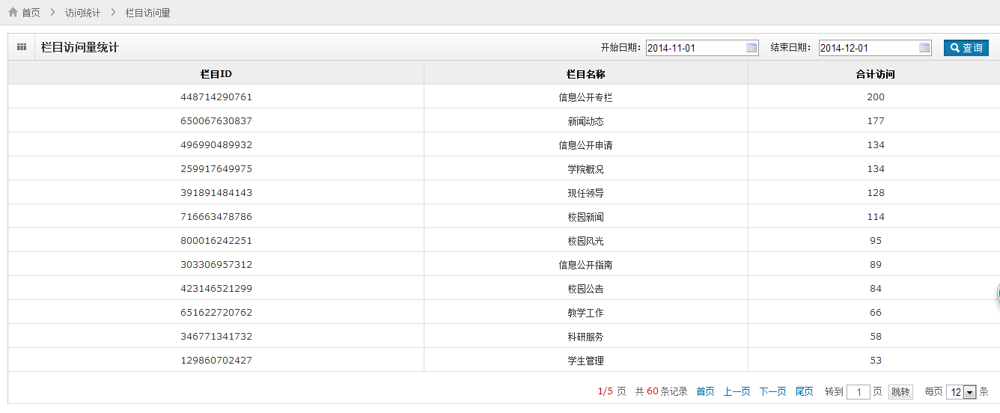 首页 > 访问统计 > 栏目访问量
栏目访问量统计 开始日期: 2014-11-01 结束日期: 2014-12-01 查询
栏目ID 栏目名称 合计访问
448714290761 信息公开专栏 200
650067630837 新闻动态 177
496990489932 信息公开申请 134
259917649975 学院概况 134
391891484143 现任领导 128
716663478786 校园新闻 114
800016242251 校园风光 95
303306957312 信息公开指南 89
423146521299 校园公告 84
651622720762 教学工作 66
346771341732 科研服务 58
129860702427 学生管理 53
1/5 页 共 60 条记录 首页 上一页 下一页 尾页 转到 1 页 跳转 每页 12 条